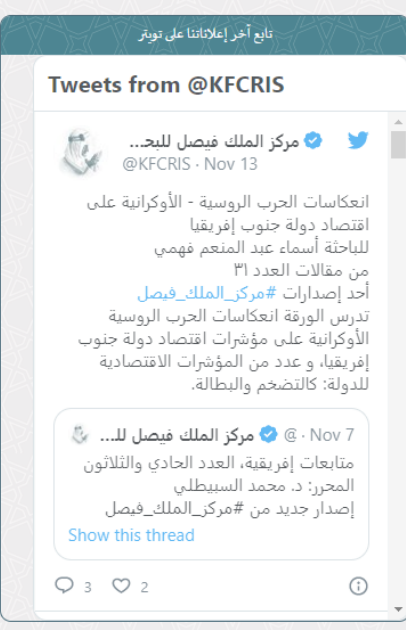 تابع آخر إعلاناتنا على تويتر
Tweets from @KFCRIS
مركز الملك فيصل للبحـ...
@KFCRIS · Nov 13
انعكاسات الحرب الروسية - الأوكرانية على
اقتصاد دولة جنوب إفريقيا
للباحثة أسماء عبد المنعم فهمي
من مقالات العدد ٣١
أحد إصدارات #مركز_الملك_فيصل
تدرس الورقة انعكاسات الحرب الروسية
الأوكرانية على مؤشرات اقتصاد دولة جنوب
إفريقيا، و عدد من المؤشرات الاقتصادية
للدولة: كالتضخم والبطالة.
مركز الملك فيصل للـ... @ · Nov 7
متابعات إفريقية، العدد الحادي والثلاثون
المحرر: د. محمد السبيطلي
إصدار جديد من #مركز_الملك_فيصل
Show this thread
3 2